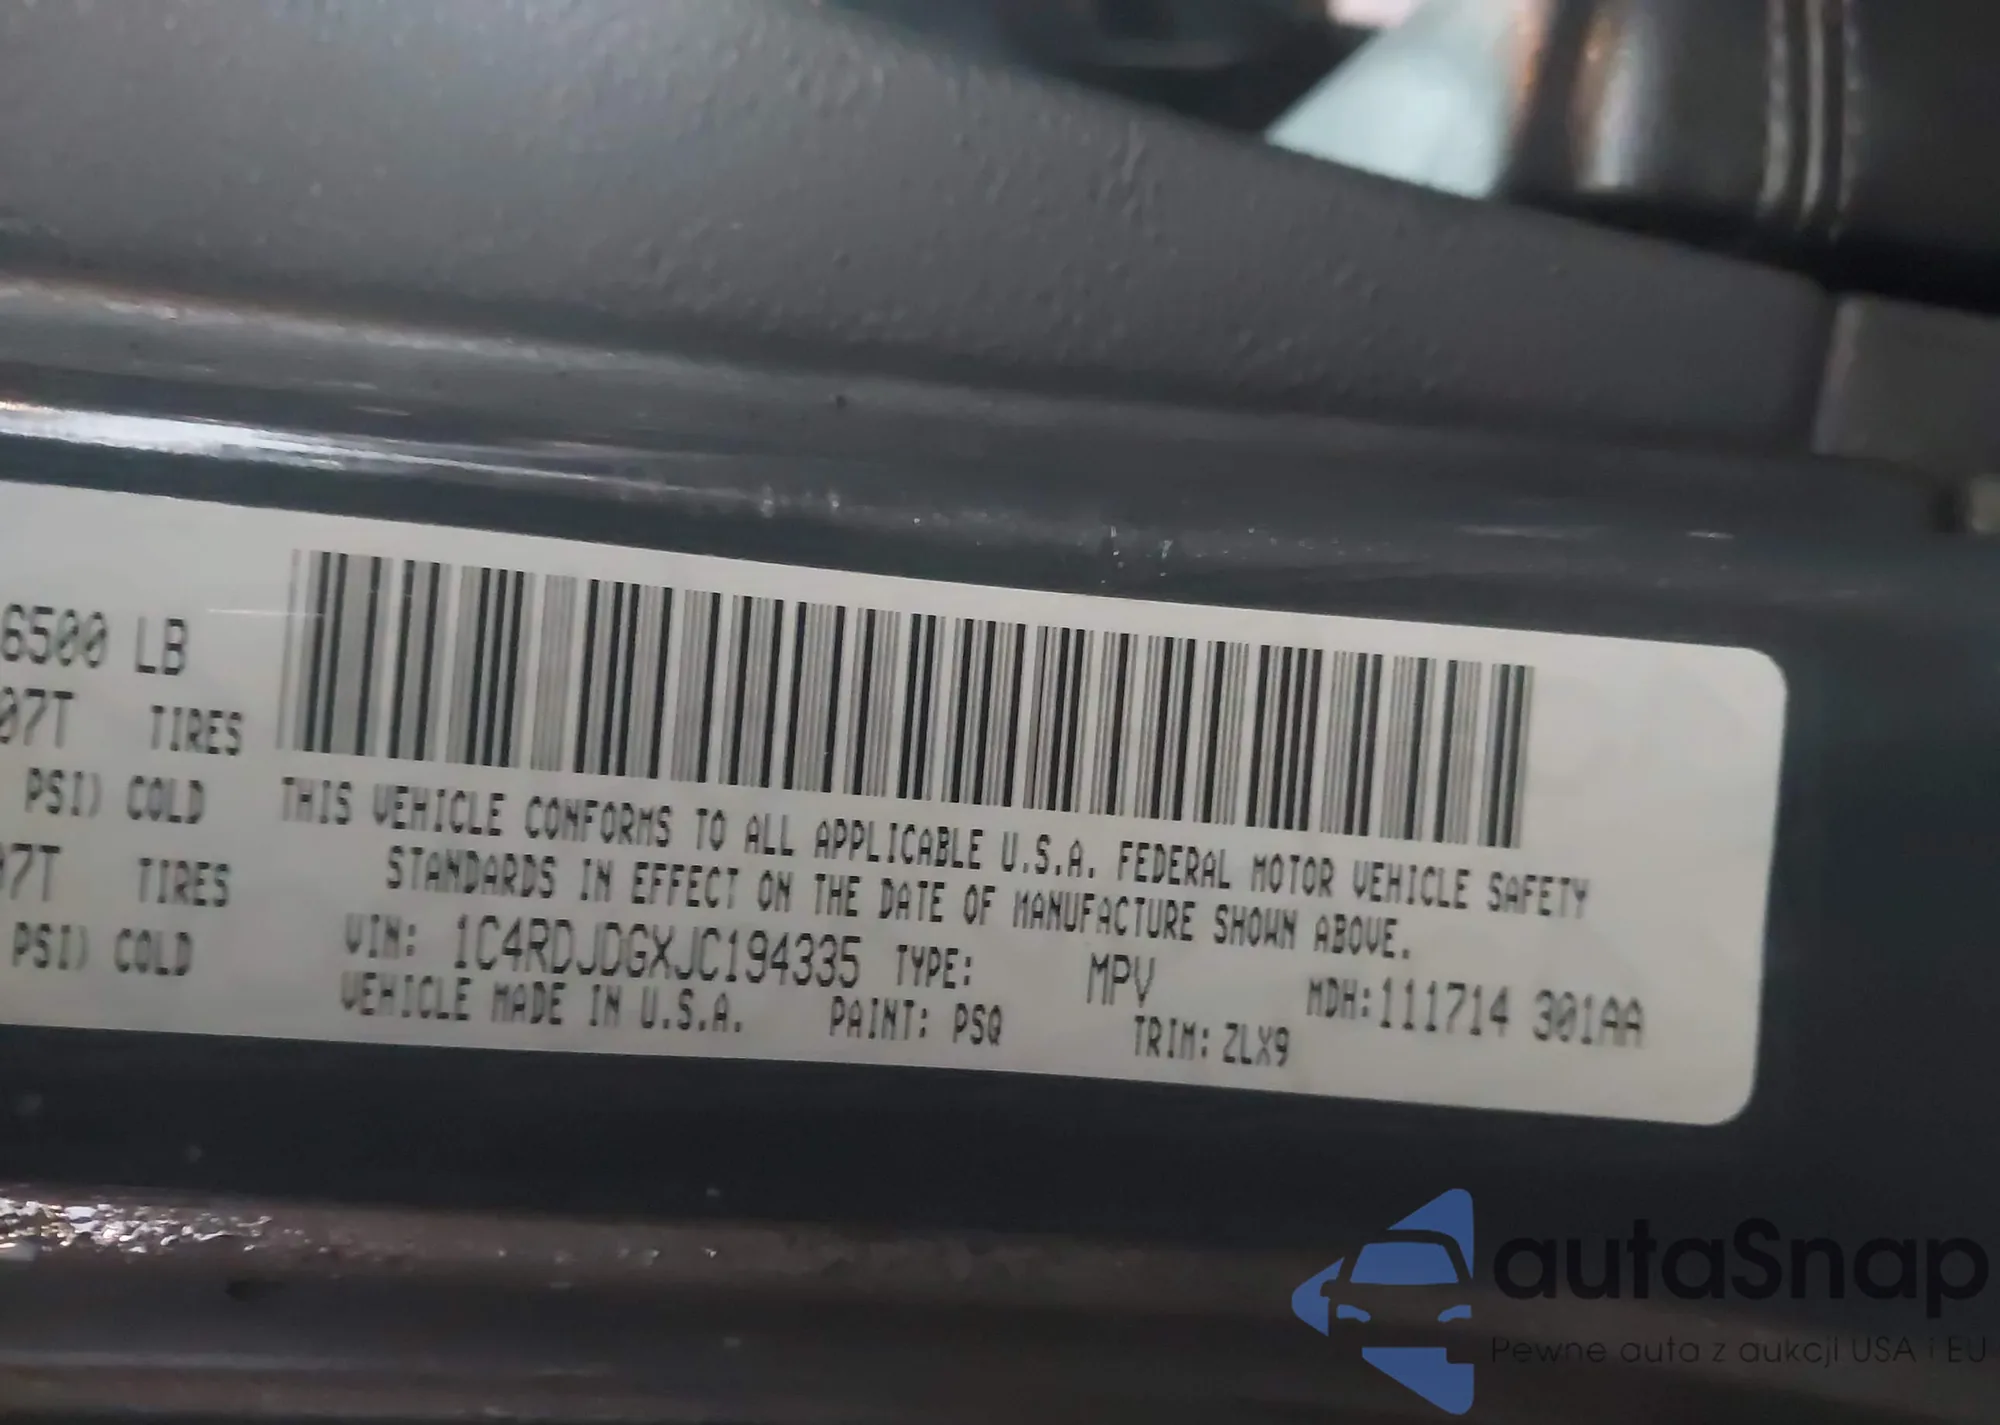 6500 LB
07T TIRES
PSI) COLD
07T TIRES
PSI) COLD
THIS VEHICLE CONFORMS TO ALL APPLICABLE U.S.A. FEDERAL MOTOR VEHICLE SAFETY
STANDARDS IN EFFECT ON THE DATE OF MANUFACTURE SHOWN ABOVE.
VIN: 1C4RDJDGXJC194335 TYPE: MPV MDH:111714 301AA
VEHICLE MADE IN U.S.A. PAINT: PSQ TRIM: ZLX9
autaSnap
Pewne auta z aukcji USA i EU